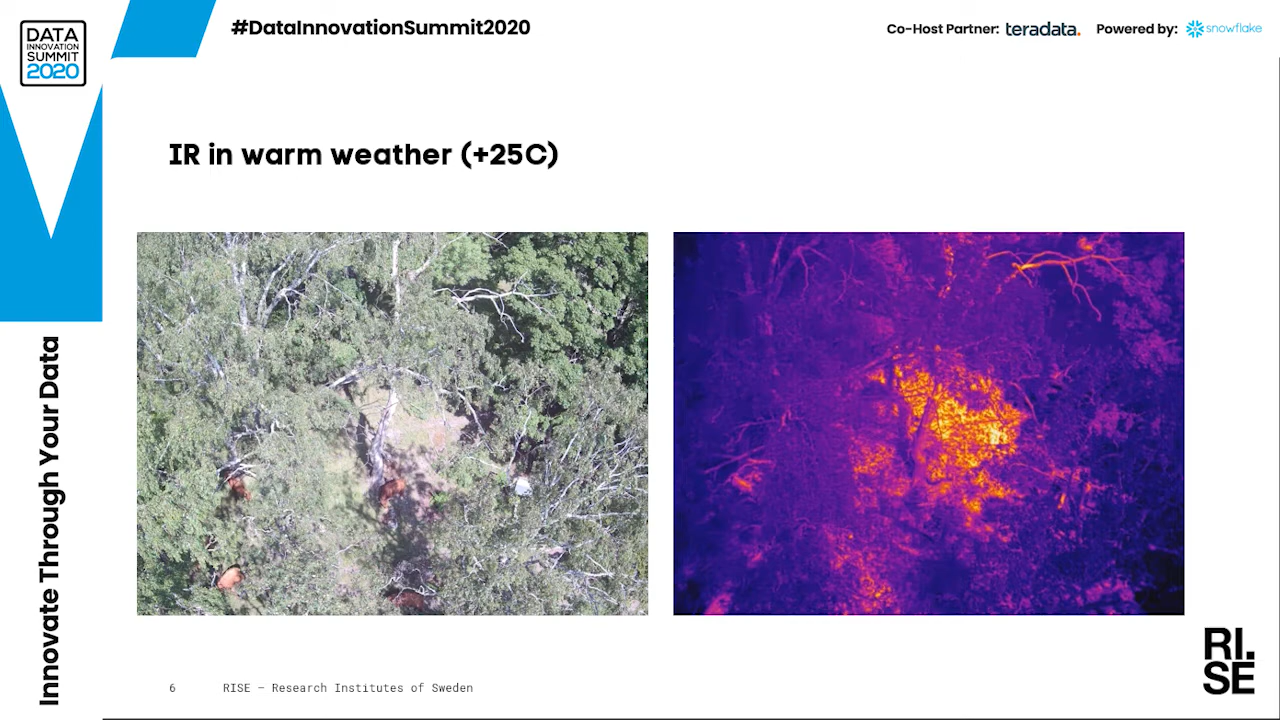 DATA
INNOVATION
SUMMIT
2020
#DataInnovationSummit2020
Co-Host Partner: teradata. Powered by: snowflake
IR in warm weather (+25C)
Innovate Through Your Data
6 RISE – Research Institutes of Sweden
RI.
SE